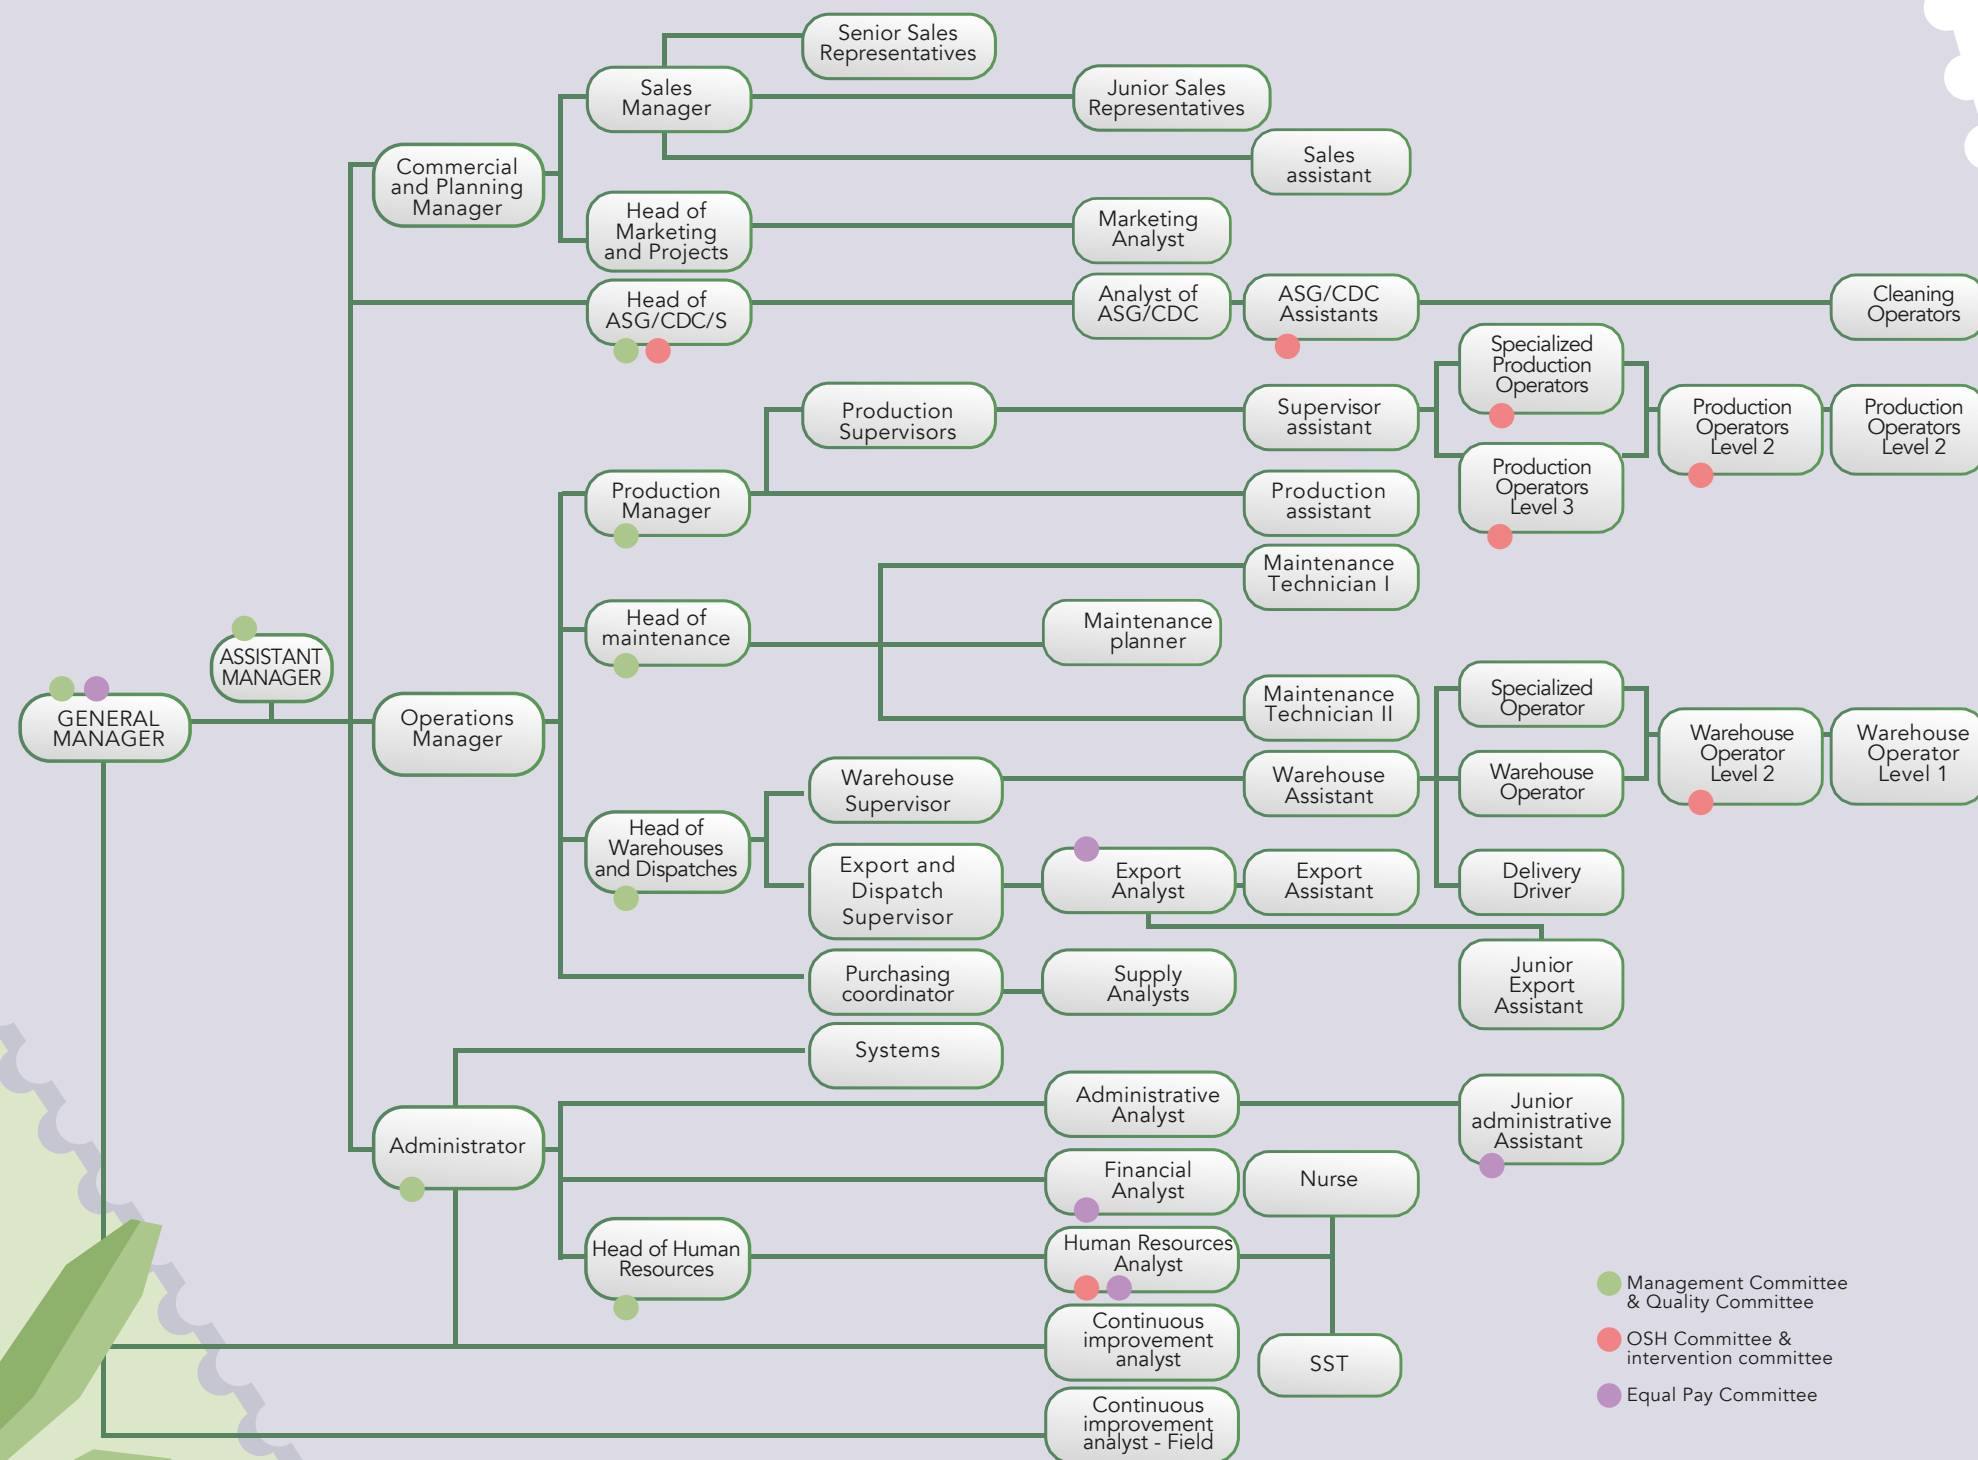 Senior Sales
Representatives
Sales
Manager
Junior Sales
Representatives
Sales
assistant
Commercial
and Planning
Manager
Head of
Marketing
and Projects
Marketing
Analyst
Head of
ASG/CDC/S
Analyst of
ASG/CDC
ASG/CDC
Assistants
Cleaning
Operators
Specialized
Production
Operators
Production
Supervisors
Supervisor
assistant
Production
Operators
Level 2
Production
Operators
Level 2
Production
Operators
Level 3
Production
Manager
Production
assistant
Maintenance
Technician I
Head of
maintenance
Maintenance
planner
Maintenance
Technician II
ASSISTANT
MANAGER
GENERAL
MANAGER
Operations
Manager
Specialized
Operator
Warehouse
Operator
Level 2
Warehouse
Operator
Level 1
Warehouse
Supervisor
Warehouse
Assistant
Warehouse
Operator
Head of
Warehouses
and Dispatches
Export and
Dispatch
Supervisor
Export
Analyst
Export
Assistant
Delivery
Driver
Junior
Export
Assistant
Purchasing
coordinator
Supply
Analysts
Systems
Administrator
Administrative
Analyst
Junior
administrative
Assistant
Financial
Analyst
Nurse
Head of Human
Resources
Human Resources
Analyst
Continuous
improvement
analyst
SST
Continuous
improvement
analyst - Field
Management Committee
& Quality Committee
OSH Committee &
intervention committee
Equal Pay Committee